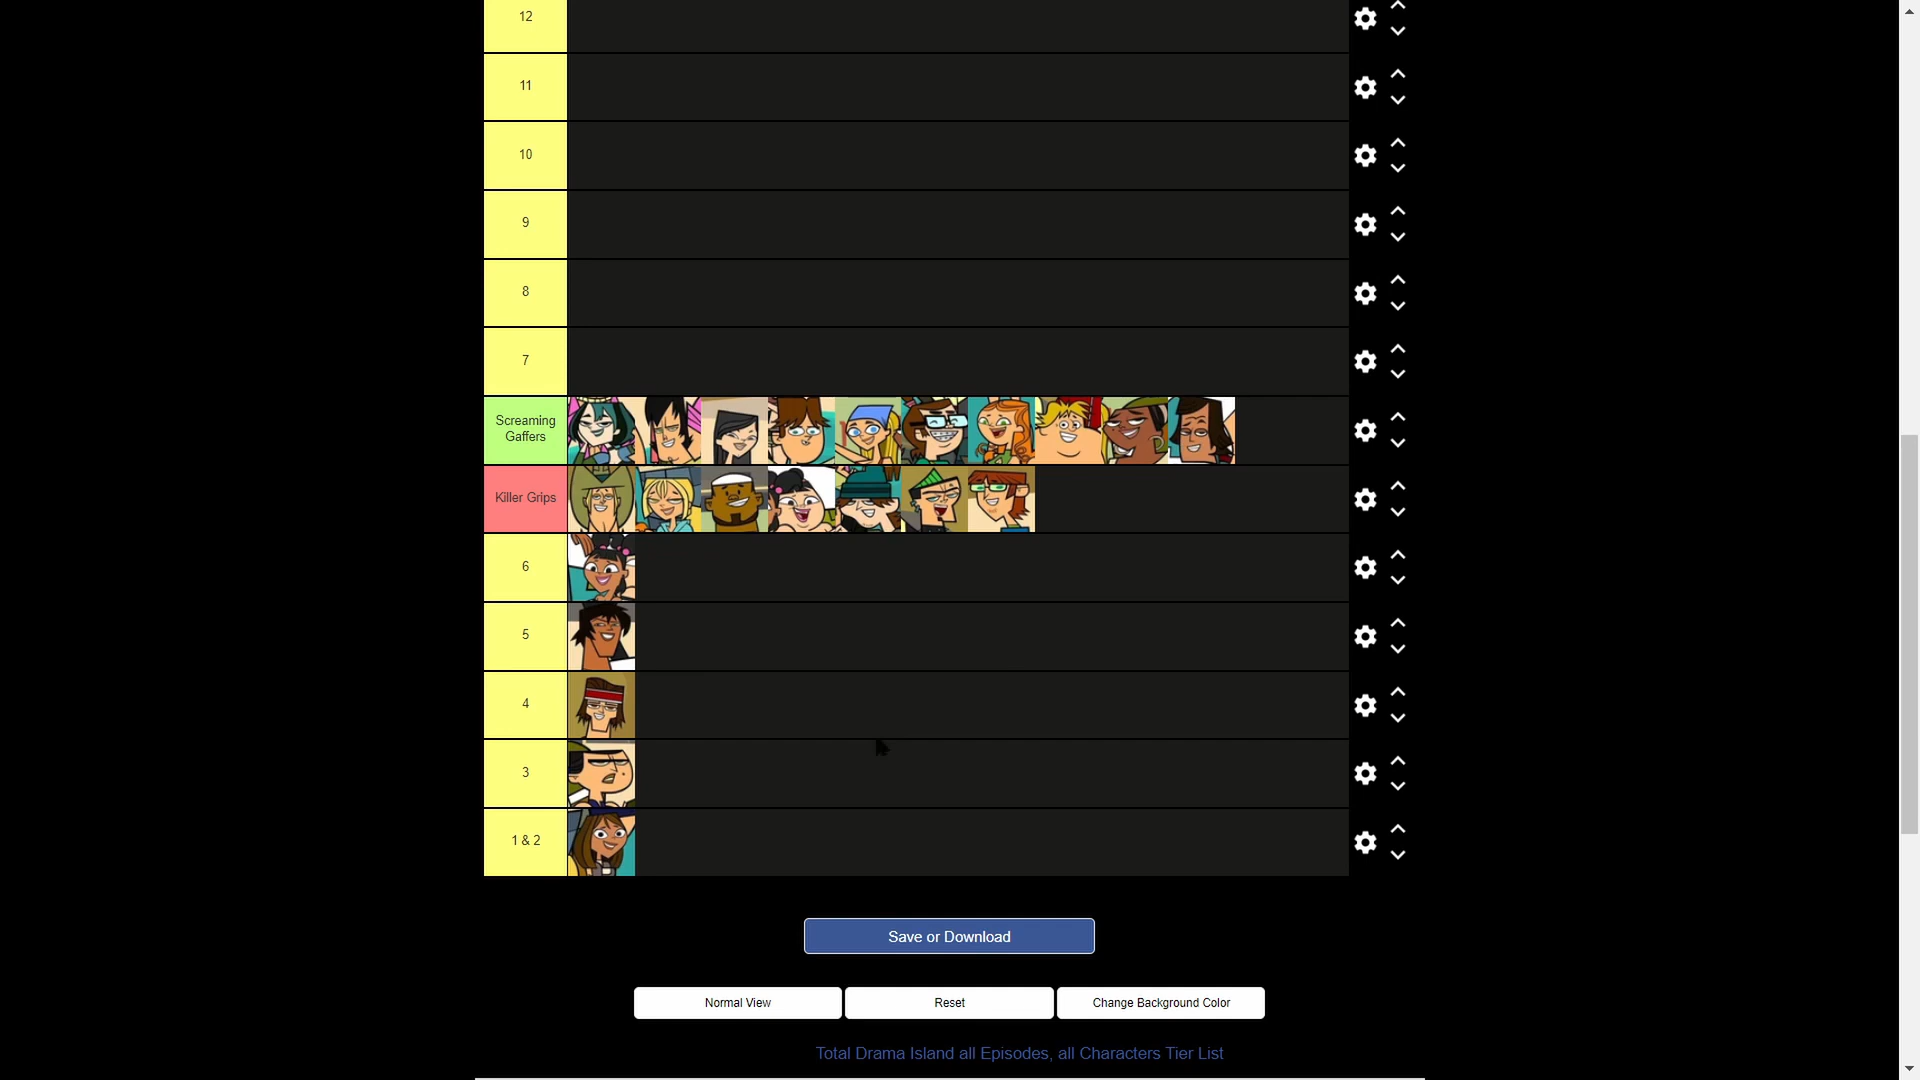 12
11
10
9
8
7
Screaming
Gaffers
Killer Grips
6
5
4
3
1 & 2
Save or Download
Normal View
Reset
Change Background Color
Total Drama Island all Episodes, all Characters Tier List